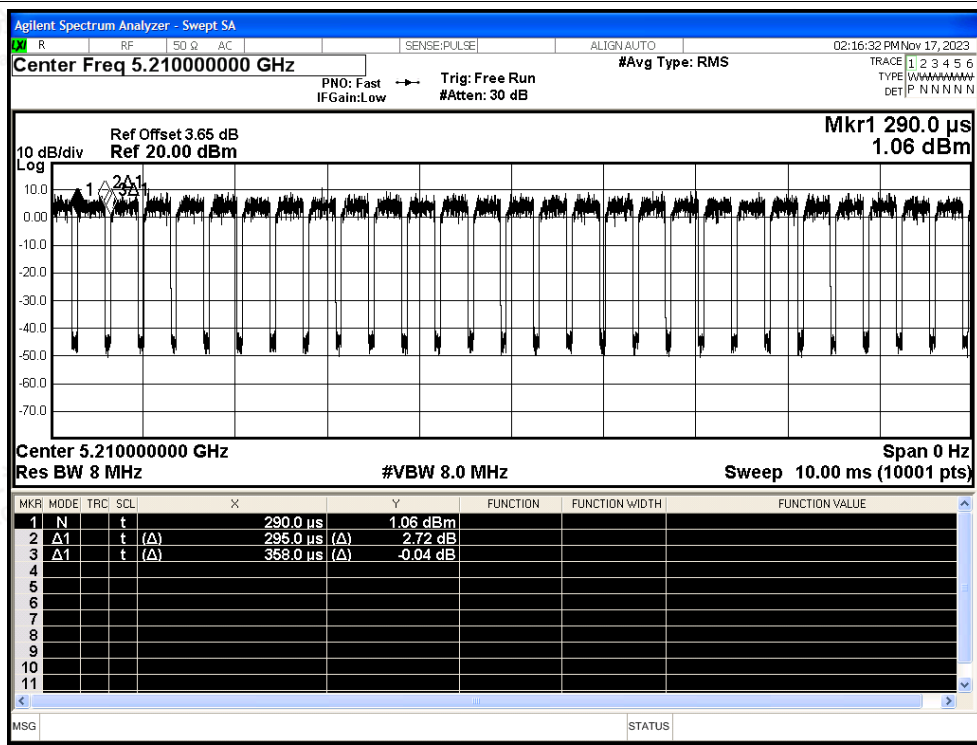 Agilent Spectrum Analyzer - Swept SA
LXI R RF 50 Ω AC SENSE:PULSE ALIGN AUTO 02:16:32 PM Nov 17, 2023
Center Freq 5.210000000 GHz #Avg Type: RMS TRACE 1 2 3 4 5 6
PNO: Fast Trig: Free Run TYPE
IFGain:Low #Atten: 30 dB DET P N N N N N
Mkr1 290.0 µs
Ref Offset 3.65 dB
10 dB/div Ref 20.00 dBm 1.06 dBm
Log
10.0
1 2Δ1 3Δ1
0.00
-10.0
-20.0
-30.0
-40.0
-50.0
-60.0
-70.0
Center 5.210000000 GHz Span 0 Hz
Res BW 8 MHz #VBW 8.0 MHz Sweep 10.00 ms (10001 pts)
MKR MODE TRC SCL X Y FUNCTION FUNCTION WIDTH FUNCTION VALUE
1 N t 290.0 µs 1.06 dBm
2 Δ1 t (Δ) 295.0 µs (Δ) 2.72 dB
3 Δ1 t (Δ) 358.0 µs (Δ) -0.04 dB
4
5
6
7
8
9
10
11
MSG STATUS